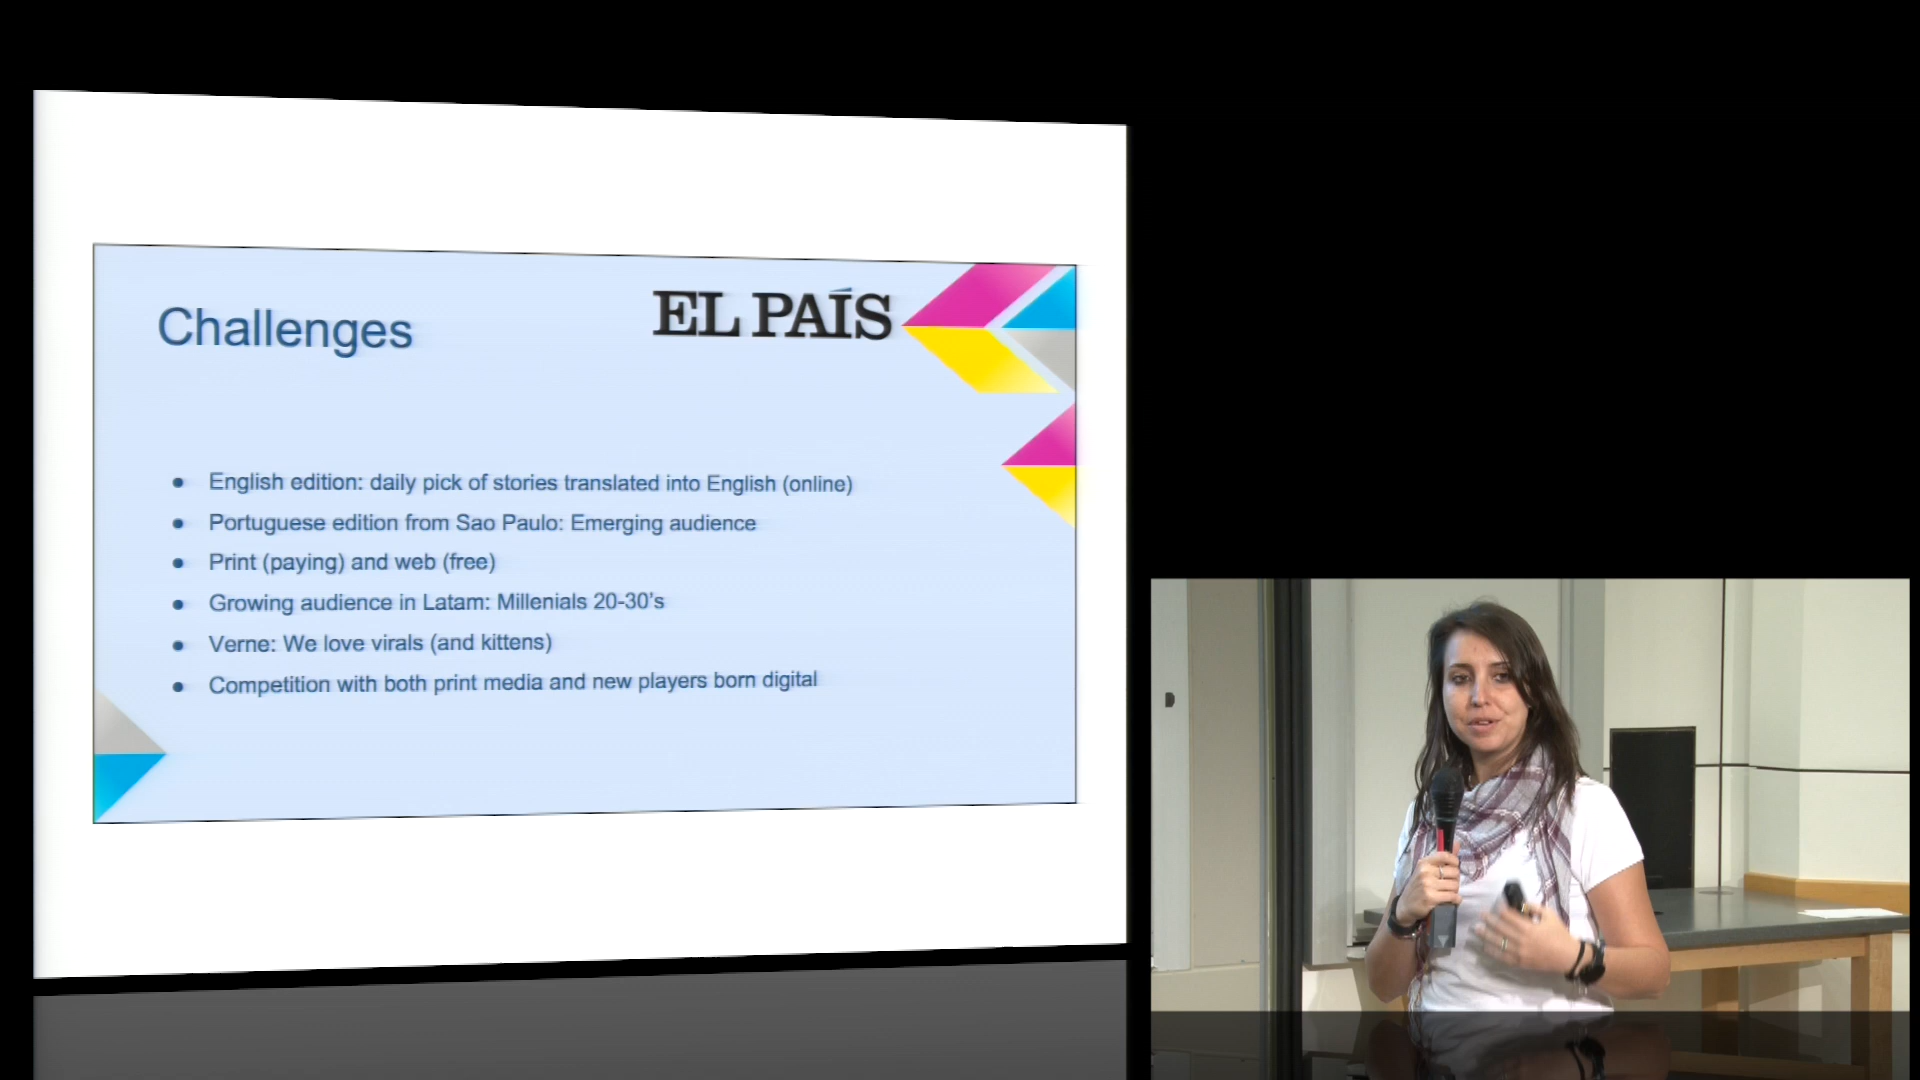 Challenges
EL PAÍS
English edition: daily pick of stories translated into English (online)
Portuguese edition from Sao Paulo: Emerging audience
Print (paying) and web (free)
Growing audience in Latam: Millenials 20-30's
Verne: We love virals (and kittens)
Competition with both print media and new players born digital